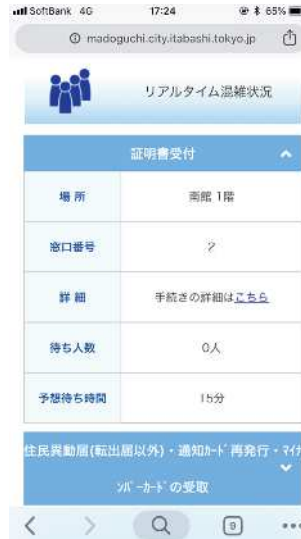 SoftBank 4G 17:24 65%
madoguchi.city.itabashi.tokyo.jp
リアルタイム混雑状況
証明書受付
場所 南館 1階
窓口番号 2
詳細 手続きの詳細はこちら
待ち人数 0人
予想待ち時間 15分
住民異動届(転出届以外)・通知ｶｰﾄﾞ再発行・ﾏｲﾅ
ﾝﾊﾞｰｶｰﾄﾞの受取
9